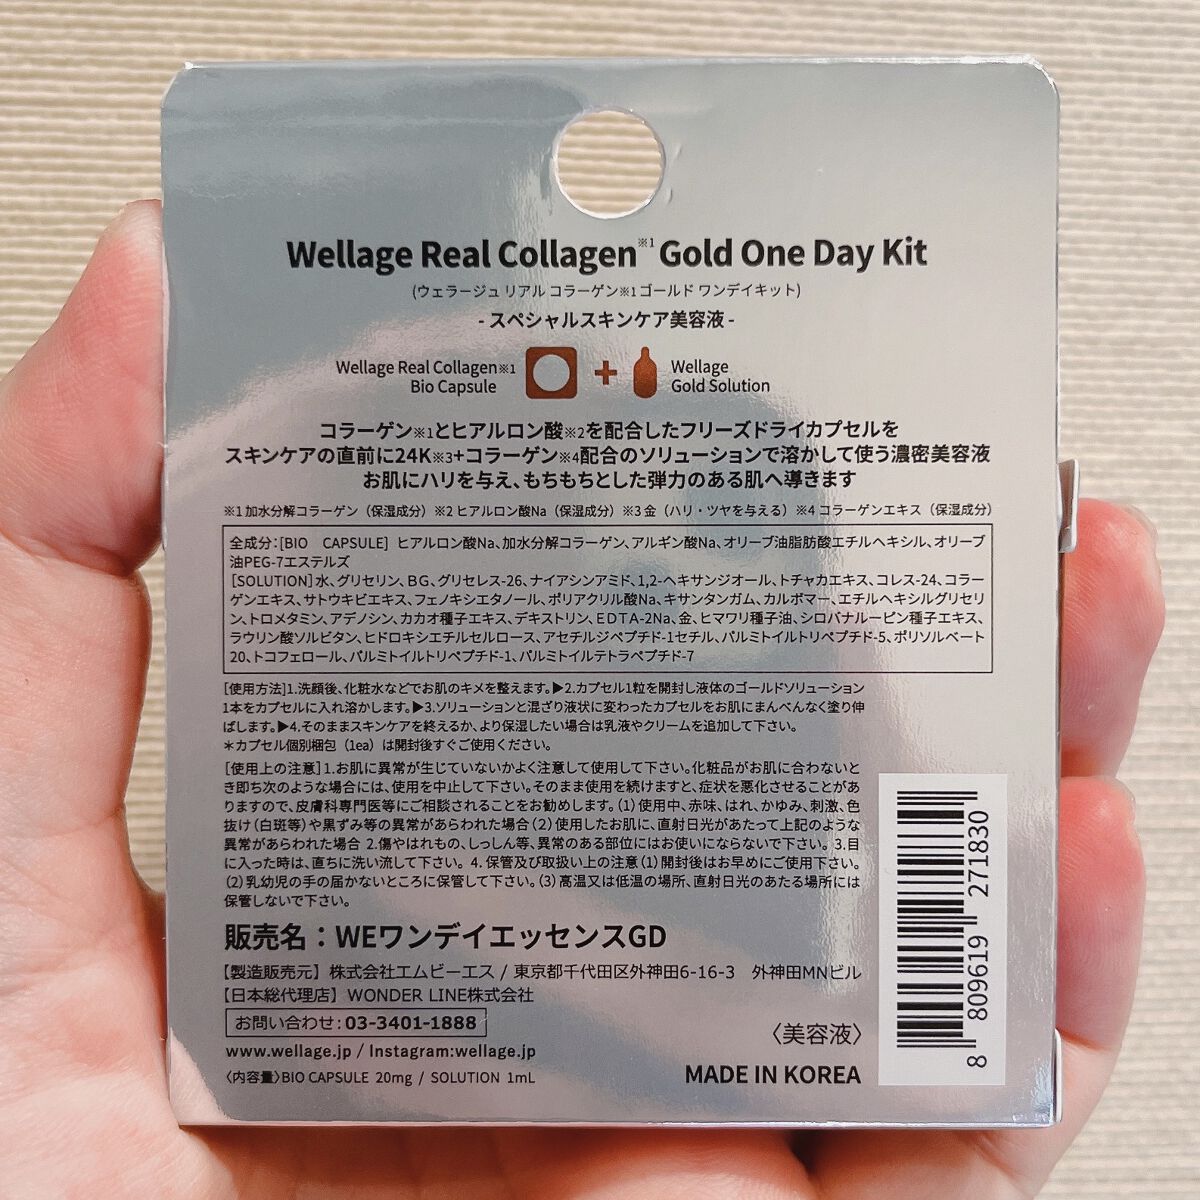 Wellage Real Collagen※1 Gold One Day Kit
(ウェラージュ リアル コラーゲン※1 ゴールド ワンデイキット)
- スペシャルスキンケア美容液 -
Wellage Real Collagen※1
Bio Capsule
+
Wellage
Gold Solution
コラーゲン※1とヒアルロン酸※2を配合したフリーズドライカプセルを
スキンケアの直前に24K※3+コラーゲン※4配合のソリューションで溶かして使う濃密美容液
お肌にハリを与え、もちもちとした弾力のある肌へ導きます
※1 加水分解コラーゲン（保湿成分）※2 ヒアルロン酸Na（保湿成分）※3 金（ハリ・ツヤを与える）※4 コラーゲンエキス（保湿成分）
全成分：[BIO CAPSULE] ヒアルロン酸Na、加水分解コラーゲン、アルギン酸Na、オリーブ油脂肪酸エチルヘキシル、オリーブ
油PEG-7エステルズ
[SOLUTION]水、グリセリン、BG、グリセレス-26、ナイアシンアミド、1,2-ヘキサンジオール、トチャカエキス、コレス-24、コラー
ゲンエキス、サトウキビエキス、フェノキシエタノール、ポリアクリル酸Na、キサンタンガム、カルボマー、エチルヘキシルグリセリ
ン、トロメタミン、アデノシン、カカオ種子エキス、デキストリン、EDTA-2Na、金、ヒマワリ種子油、シロバナルーピン種子エキス、
ラウリン酸ソルビタン、ヒドロキシエチルセルロース、アセチルジペプチド-1セチル、パルミトイルトリペプチド-5、ポリソルベート
20、トコフェロール、パルミトイルトリペプチド-1、パルミトイルテトラペプチド-7
[使用方法]1.洗顔後、化粧水などでお肌のキメを整えます。▶2.カプセル1粒を開封し液体のゴールドソリューション
1本をカプセルに入れ溶かします。▶3.ソリューションと混ざり液状に変わったカプセルをお肌にまんべんなく塗り伸
ばします。▶4.そのままスキンケアを終えるか、より保湿したい場合は乳液やクリームを追加して下さい。
＊カプセル個別梱包（1ea）は開封後すぐご使用ください。
[使用上の注意]1.お肌に異常が生じていないかよく注意して使用して下さい。化粧品がお肌に合わないと
き即ち次のような場合には、使用を中止して下さい。そのまま使用を続けますと、症状を悪化させることがあ
りますので、皮膚科専門医等にご相談されることをお勧めします。(1)使用中、赤味、はれ、かゆみ、刺激、色
抜け(白斑等)や黒ずみ等の異常があらわれた場合(2)使用したお肌に、直射日光があたって上記のような
異常があらわれた場合 2.傷やはれもの、しっしん等、異常のある部位にはお使いにならないで下さい。 3.目
に入った時は、直ちに洗い流して下さい。 4.保管及び取扱い上の注意(1)開封後はお早めにご使用下さい。
(2)乳幼児の手の届かないところに保管して下さい。(3)高温又は低温の場所、直射日光のあたる場所には
保管しないで下さい。
販売名：WEワンデイエッセンスGD
【製造販売元】株式会社エムビーエス / 東京都千代田区外神田6-16-3 外神田MNビル
【日本総代理店】WONDER LINE株式会社
お問い合わせ：03-3401-1888
〈美容液〉
www.wellage.jp / Instagram:wellage.jp
〈内容量〉BIO CAPSULE 20mg / SOLUTION 1mL
MADE IN KOREA
8 809619 271830